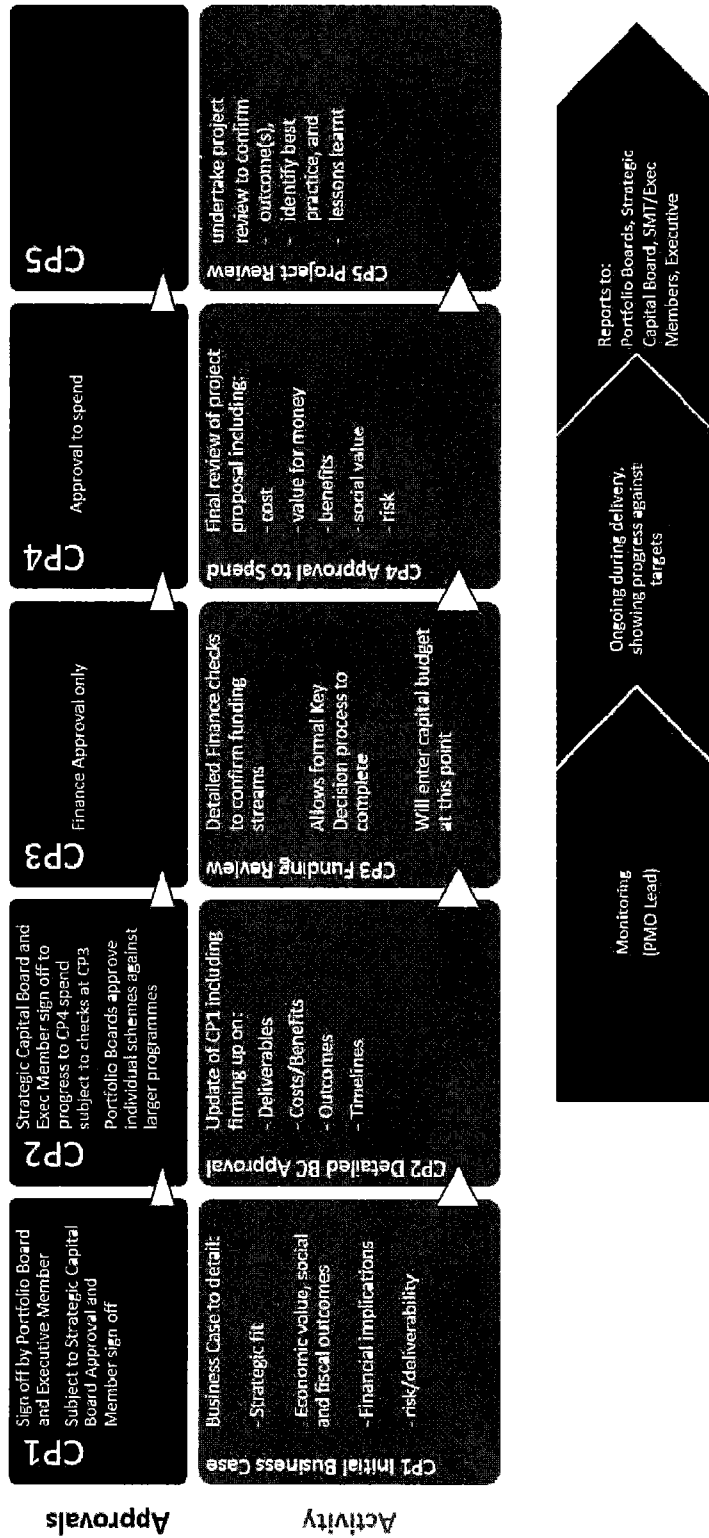 Approvals
CP1
Sign off by Portfolio Board
and Executive Member
Subject to Strategic Capital
Board Approval and
Member sign off
CP2
Strategic Capital Board and
Exec Member sign off to
progress to CP4 spend
subject to checks at CP3
Portfolio Boards approve
individual schemes against
larger programmes
CP3
Finance Approval only
CP4
Approval to spend
CP5
Activity
CP1 Initial Business Case
Business Case to detail:
- Strategic fit
Economic value, social
and fiscal outcomes
- Financial implications
- risk/deliverability
CP2 Detailed BC Approval
Update of CP1 including
firming up on:
- Deliverables
- Costs/Benefits
- Outcomes
- Timelines
CP3 Funding Review
Detailed Finance checks
to confirm funding
streams
Allows formal Key
Decision process to
complete
Will enter capital budget
at this point
CP4 Approval to Spend
Final review of project
proposal including:
- cost
- value for money
- benefits
- social value
- risk
CP5 Project Review
undertake project
review to confirm
- outcome(s),
- identify best
practice, and
- lessons learnt
Monitoring
(PMO Lead)
Ongoing during delivery,
showing progress against
targets
Reports to:
Portfolio Boards, Strategic
Capital Board, SMT/Exec
Members, Executive